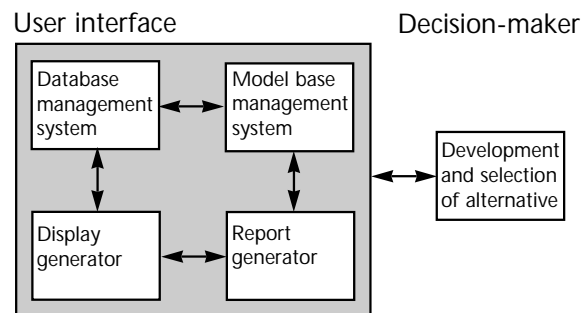 User interface
Decision-maker
Database
management
system
Model base
management
system
Development
and selection
of alternative
Display
generator
Report
generator